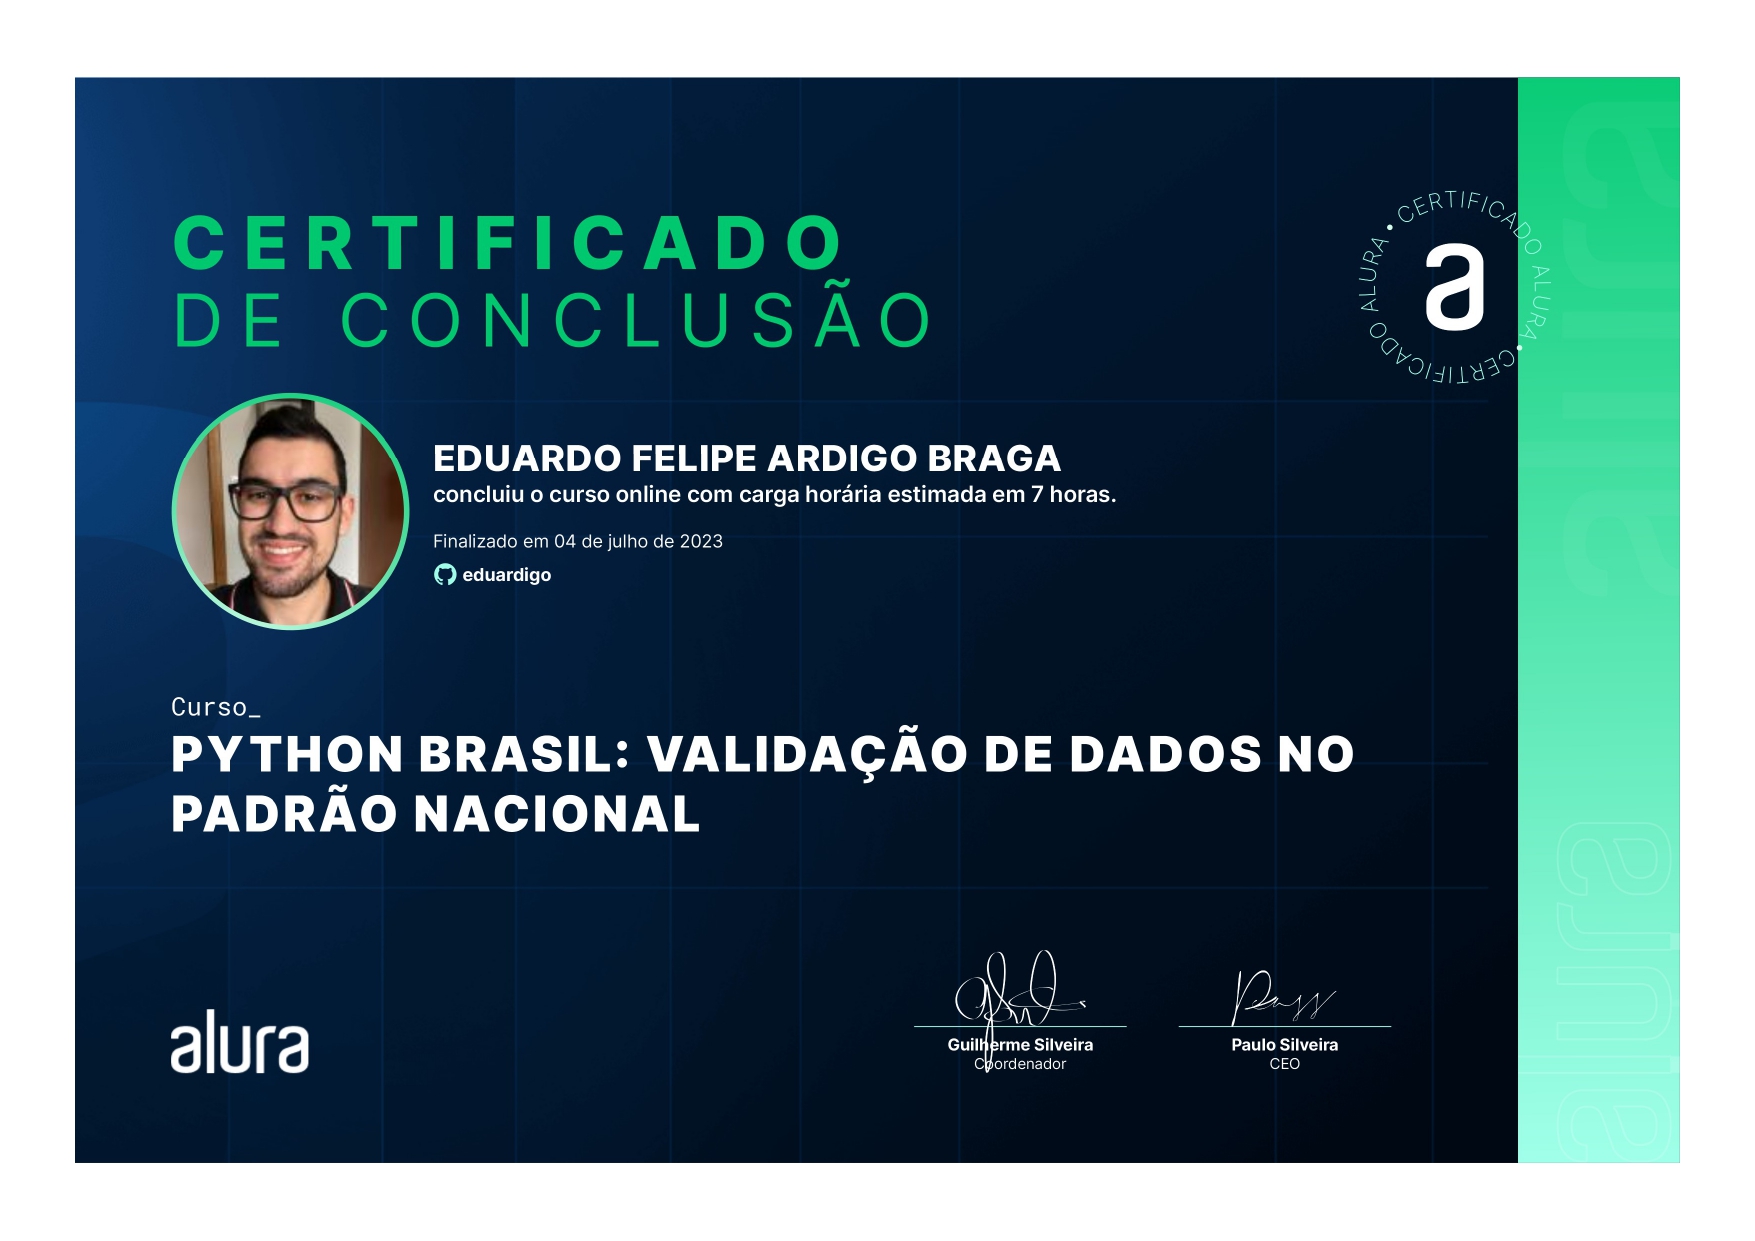 CERTIFICADO
DE CONCLUSÃO
CERTIFICADO ALURA • CERTIFICADO ALURA •
a
EDUARDO FELIPE ARDIGO BRAGA
concluiu o curso online com carga horária estimada em 7 horas.
Finalizado em 04 de julho de 2023
eduardigo
Curso_
PYTHON BRASIL: VALIDAÇÃO DE DADOS NO
PADRÃO NACIONAL
alura
Guilherme Silveira
Coordenador
Paulo Silveira
CEO
alura
alura